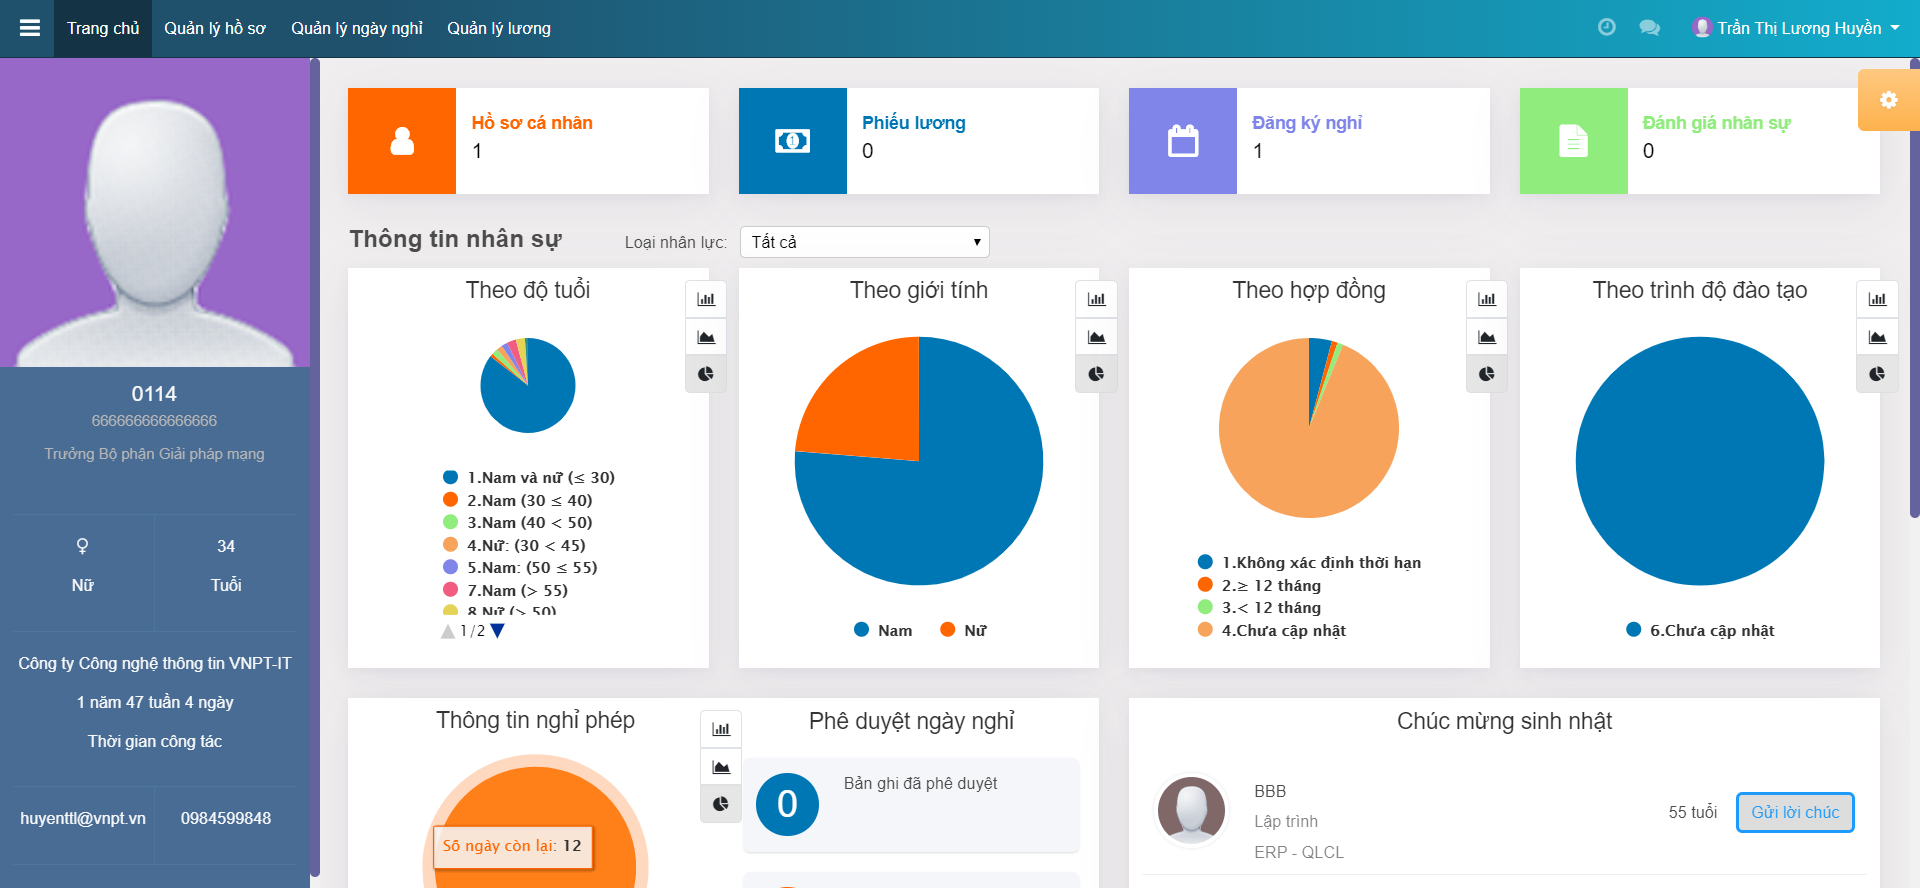 Trang chủ Quản lý hồ sơ Quản lý ngày nghỉ Quản lý lương Trần Thị Lương Huyền
0114
666666666666666
Trưởng Bộ phận Giải pháp mạng
Nữ
34
Tuổi
Công ty Công nghệ thông tin VNPT-IT
1 năm 47 tuần 4 ngày
Thời gian công tác
huyenttl@vnpt.vn 0984599848
Hồ sơ cá nhân
1
Phiếu lương
0
Đăng ký nghỉ
1
Đánh giá nhân sự
0
Thông tin nhân sự
Loại nhân lực: Tất cả
Theo độ tuổi
1.Nam và nữ (≤ 30)
2.Nam (30 ≤ 40)
3.Nam (40 < 50)
4.Nữ: (30 < 45)
5.Nam: (50 ≤ 55)
7.Nam (> 55)
8.Nữ (> 50)
1/2
Theo giới tính
Nam Nữ
Theo hợp đồng
1.Không xác định thời hạn
2.≥ 12 tháng
3.< 12 tháng
4.Chưa cập nhật
Theo trình độ đào tạo
6.Chưa cập nhật
Thông tin nghỉ phép
Số ngày còn lại: 12
Phê duyệt ngày nghỉ
0 Bản ghi đã phê duyệt
Chúc mừng sinh nhật
BBB
Lập trình
ERP - QLCL
55 tuổi
Gửi lời chúc